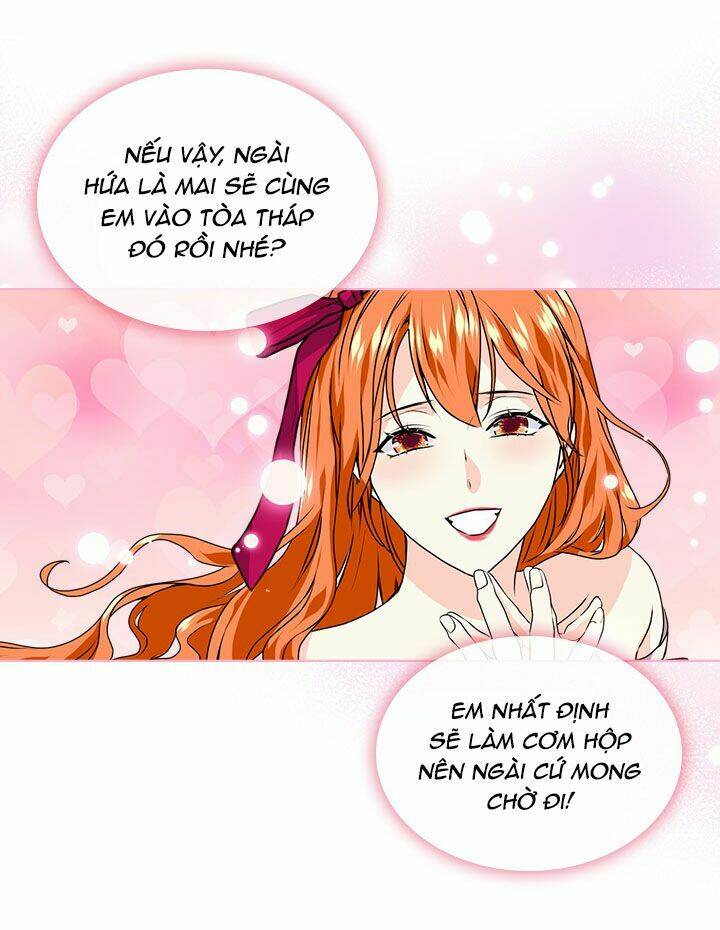 NẾU VẬY, NGÀI
HỨA LÀ MAI SẼ CÙNG
EM VÀO TÒA THÁP
ĐÓ RỒI NHÉ?
EM NHẤT ĐỊNH
SẼ LÀM CƠM HỘP
NÊN NGÀI CỨ MONG
CHỜ ĐI!